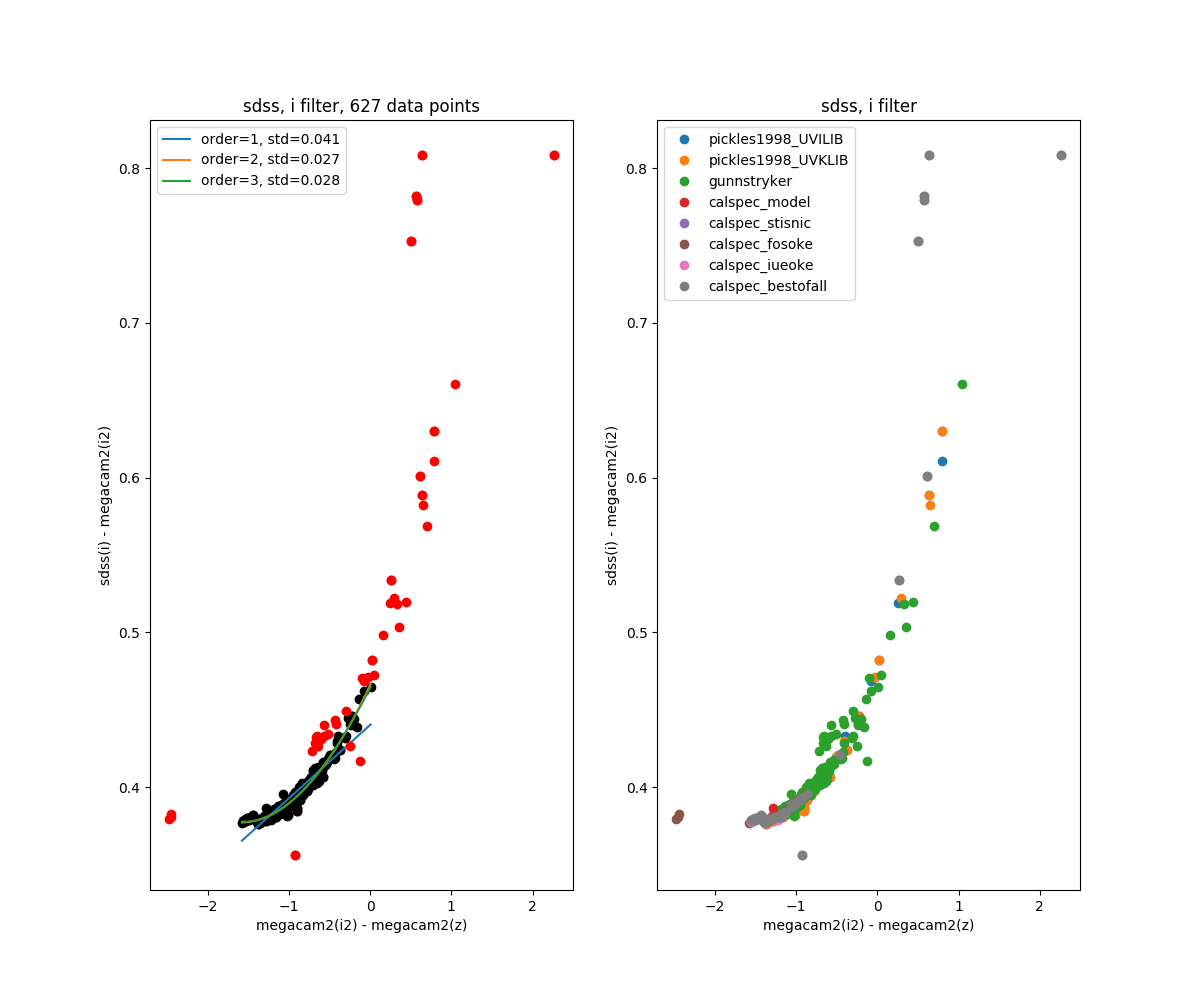 sdss, i filter, 627 data points
order=1, std=0.041
order=2, std=0.027
order=3, std=0.028
0.8
0.7
0.6
0.5
0.4
sdss(i) - megacam2(i2)
−2
−1
0
1
2
megacam2(i2) - megacam2(z)
sdss, i filter
pickles1998_UVILIB
pickles1998_UVKLIB
gunnstryker
calspec_model
calspec_stisnic
calspec_fosoke
calspec_iueoke
calspec_bestofall
0.8
0.7
0.6
0.5
0.4
sdss(i) - megacam2(i2)
−2
−1
0
1
2
megacam2(i2) - megacam2(z)